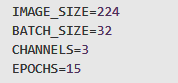 IMAGE_SIZE=224
BATCH_SIZE=32
CHANNELS=3
EPOCHS=15